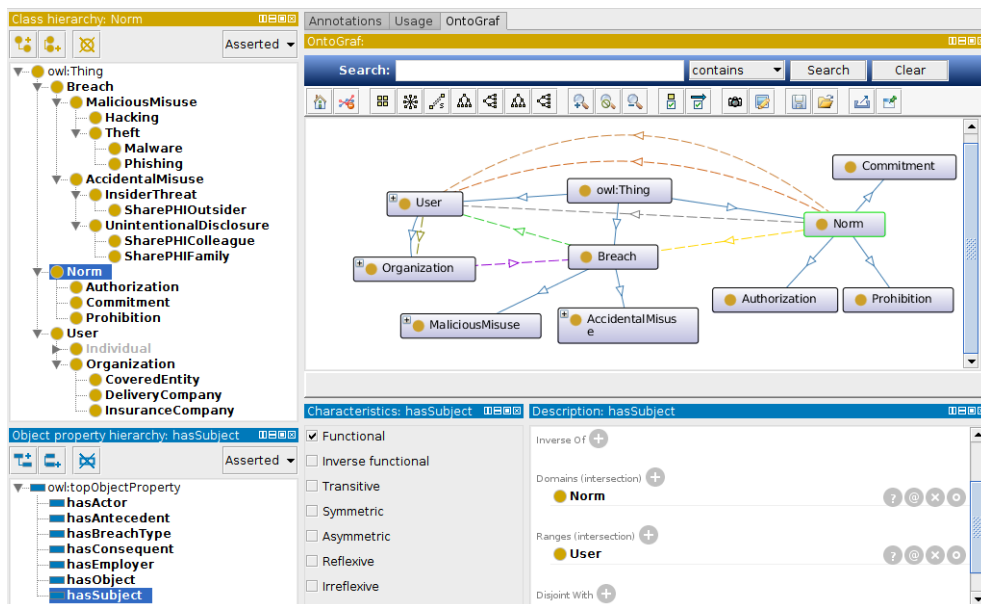 Class hierarchy: Norm
Asserted
owl:Thing
Breach
MaliciousMisuse
Hacking
Theft
Malware
Phishing
AccidentalMisuse
InsiderThreat
SharePHIOutsider
UnintentionalDisclosure
SharePHIColleague
SharePHIFamily
Norm
Authorization
Commitment
Prohibition
User
Individual
Organization
CoveredEntity
DeliveryCompany
InsuranceCompany
Object property hierarchy: hasSubject
Asserted
owl:topObjectProperty
hasActor
hasAntecedent
hasBreachType
hasConsequent
hasEmployer
hasObject
hasSubject
Annotations Usage OntoGraf
OntoGraf:
Search: contains Search Clear
Commitment
User
owl:Thing
Norm
Organization
Breach
Authorization
Prohibition
MaliciousMisuse
AccidentalMisus
e
Characteristics: hasSubject
Functional
Inverse functional
Transitive
Symmetric
Asymmetric
Reflexive
Irreflexive
Description: hasSubject
Inverse Of
Domains (intersection)
Norm
? @ 
Ranges (intersection)
User
? @
Disjoint With